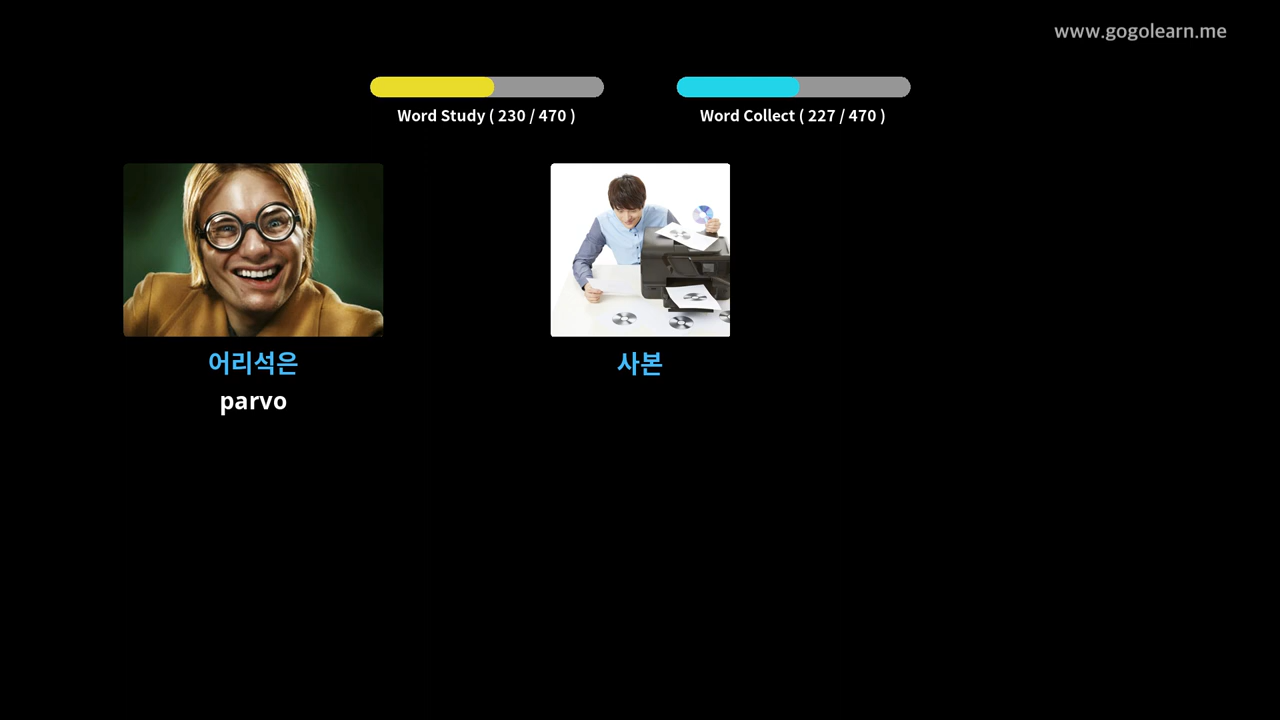 www.gogolearn.me
Word Study ( 230 / 470 )
Word Collect ( 227 / 470 )
어리석은
parvo
사본